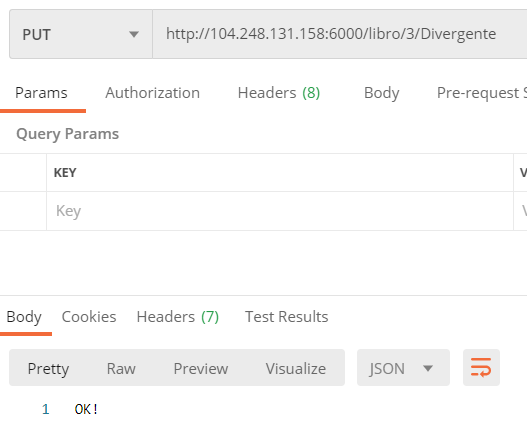 PUT http://104.248.131.158:6000/libro/3/Divergente
Params Authorization Headers (8) Body Pre-request S
Query Params
KEY V
Key V
Body Cookies Headers (7) Test Results
Pretty Raw Preview Visualize JSON
1 OK!